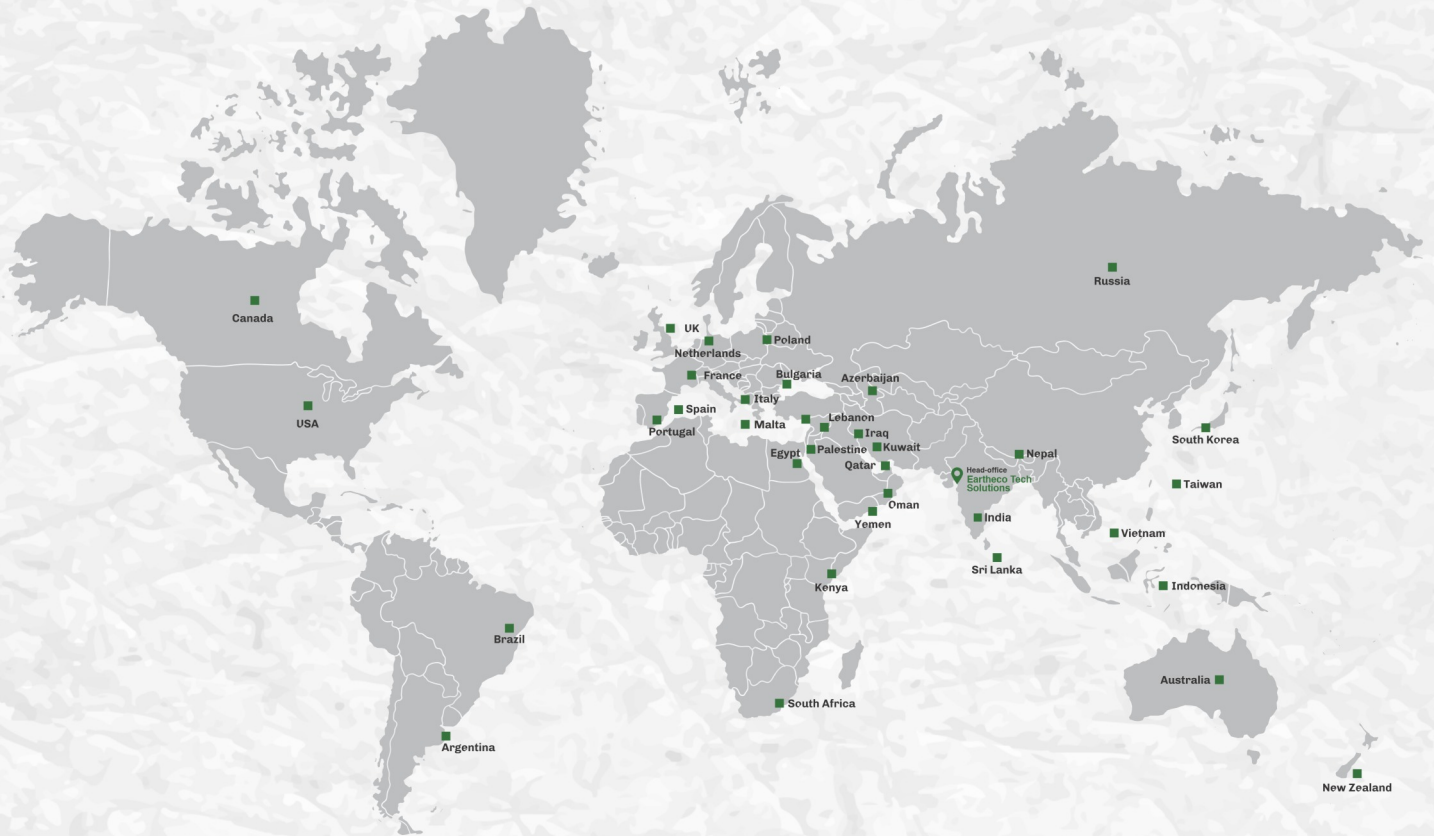 Russia
Canada
UK
Poland
Netherlands
France
Bulgaria
Azerbaijan
Italy
Spain
USA
Malta
Lebanon
Portugal
Iraq
South Korea
Kuwait
Egypt
Palestine
Nepal
Qatar
Head-office
Eartheco Tech
Solutions
Taiwan
Oman
India
Yemen
Vietnam
Sri Lanka
Kenya
Indonesia
Brazil
Australia
South Africa
Argentina
New Zealand